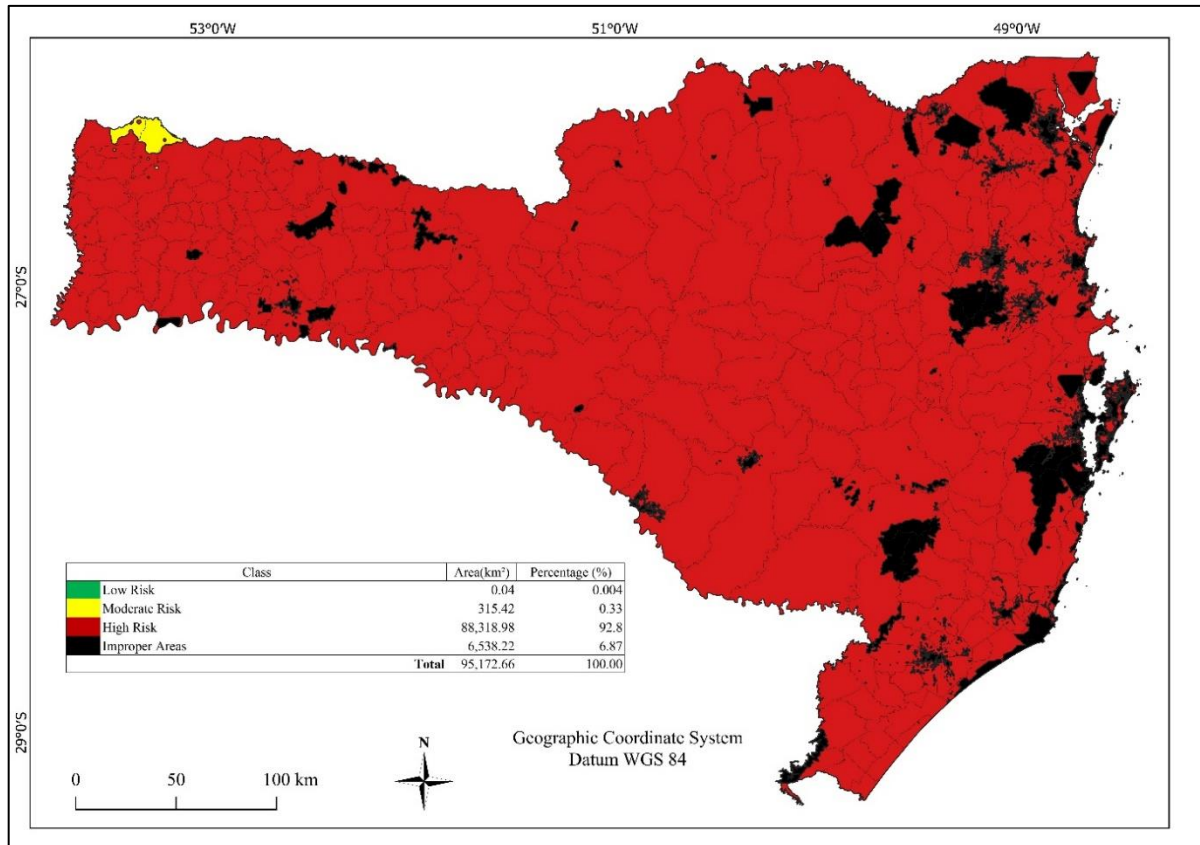 53°0'W 51°0'W 49°0'W
27°0'S
29°0'S
Class Area(km²) Percentage (%)
Low Risk 0.04 0.004
Moderate Risk 315.42 0.33
High Risk 88,318.98 92.8
Improper Areas 6,538.22 6.87
Total 95,172.66 100.00
0 50 100 km
N
Geographic Coordinate System
Datum WGS 84